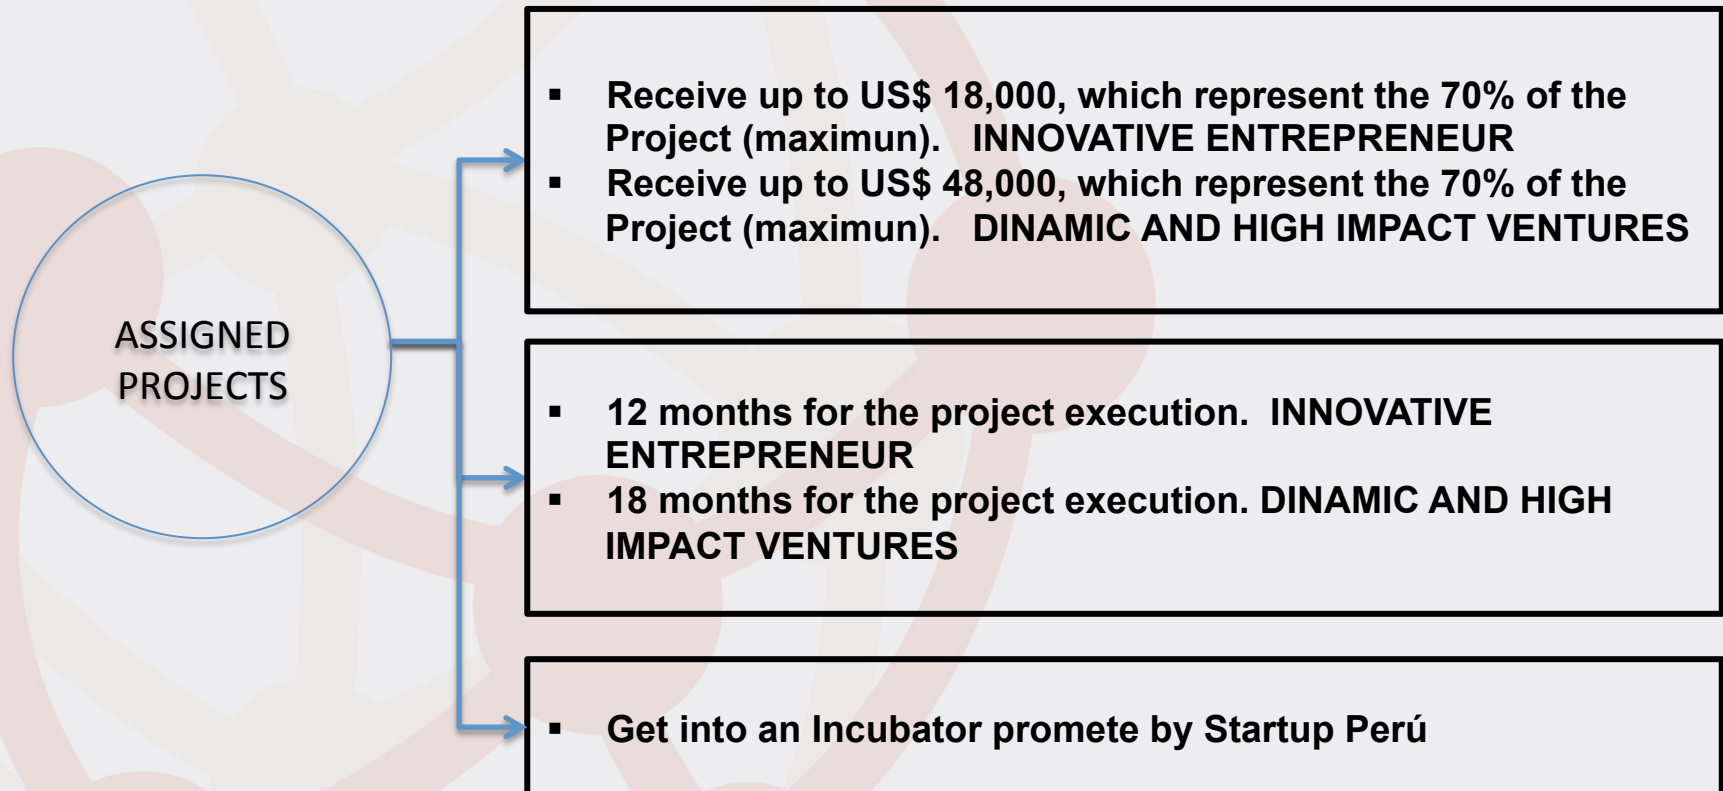 ASSIGNED
PROJECTS
▪ Receive up to US$ 18,000, which represent the 70% of the
Project (maximun). INNOVATIVE ENTREPRENEUR
▪ Receive up to US$ 48,000, which represent the 70% of the
Project (maximun). DINAMIC AND HIGH IMPACT VENTURES
▪ 12 months for the project execution. INNOVATIVE
ENTREPRENEUR
▪ 18 months for the project execution. DINAMIC AND HIGH
IMPACT VENTURES
▪ Get into an Incubator promete by Startup Perú